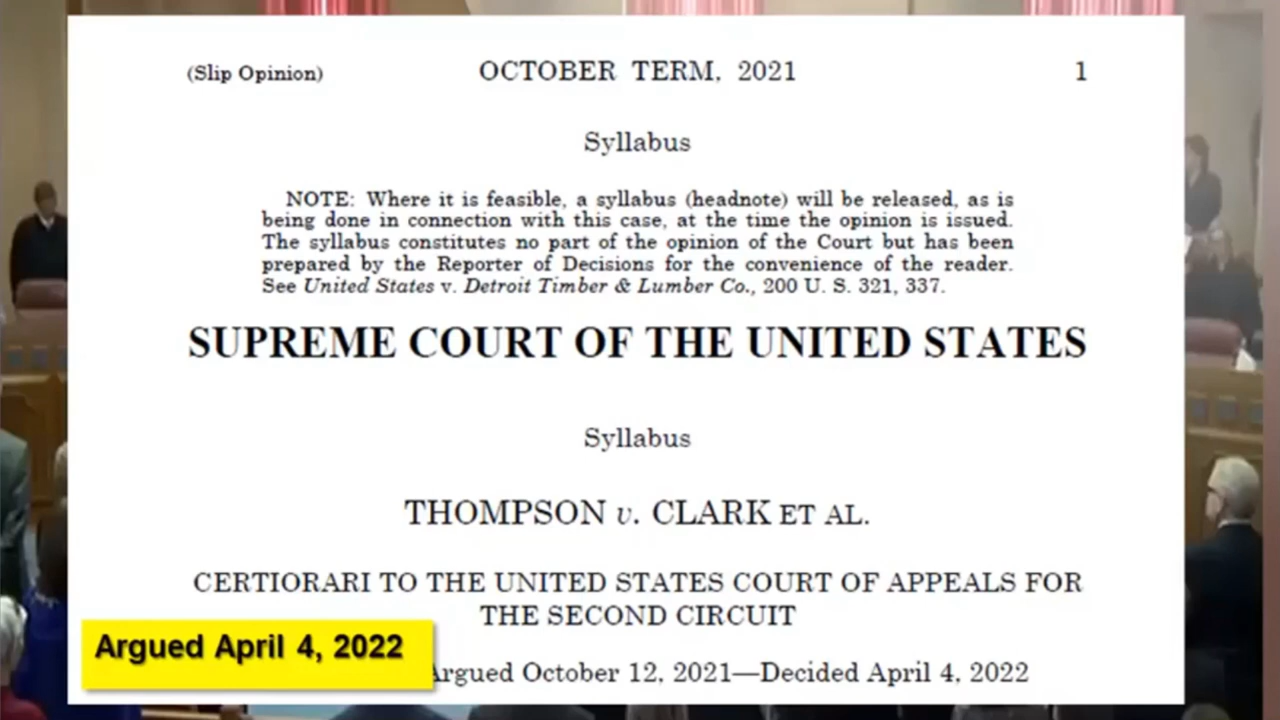 (Slip Opinion) OCTOBER TERM, 2021 1
Syllabus
NOTE: Where it is feasible, a syllabus (headnote) will be released, as is
being done in connection with this case, at the time the opinion is issued.
The syllabus constitutes no part of the opinion of the Court but has been
prepared by the Reporter of Decisions for the convenience of the reader.
See United States v. Detroit Timber & Lumber Co., 200 U. S. 321, 337.
SUPREME COURT OF THE UNITED STATES
Syllabus
THOMPSON v. CLARK ET AL.
CERTIORARI TO THE UNITED STATES COURT OF APPEALS FOR
THE SECOND CIRCUIT
Argued April 4, 2022
Argued October 12, 2021—Decided April 4, 2022